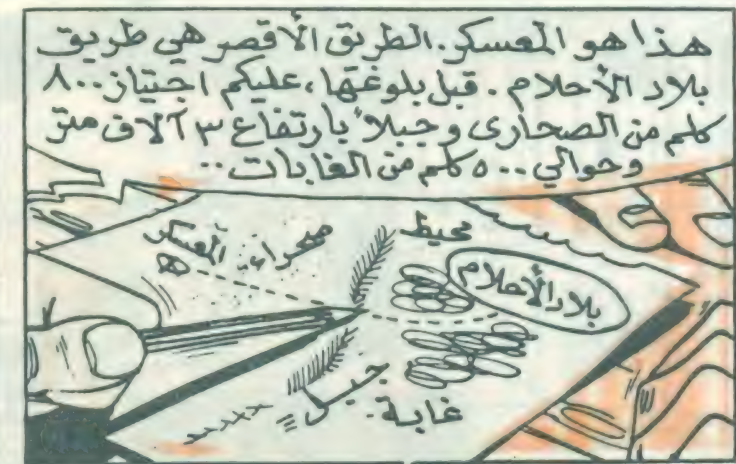 هذا هو المعسكر. الطريق الأقصر هي طريق
بلاد الأحلام. قبل بلوغها، عليكم اجتياز ٨٠٠
كلم من الصحارى وجبلاً بارتفاع ٣ آلاف متر
وحوالي ٥٠٠ كلم من الغابات..
محيط
صحراء المعسكر
بلاد الأحلام
جبل
غابة